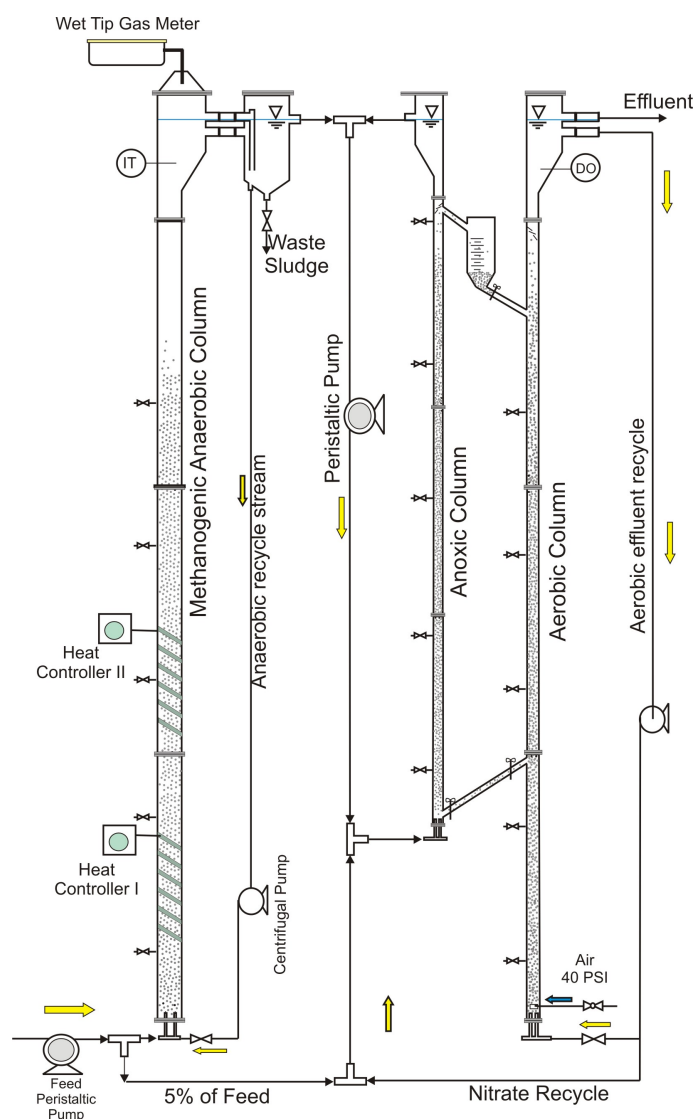 Wet Tip Gas Meter
Effluent
IT
DO
Waste
Sludge
Methanogenic Anaerobic Column
Peristaltic Pump
Anaerobic recycle stream
Anoxic Column
Aerobic Column
Aerobic effluent recycle
Heat
Controller II
Heat
Controller I
Centrifugal Pump
Air
40 PSI
Feed
Peristaltic
Pump
5% of Feed
Nitrate Recycle